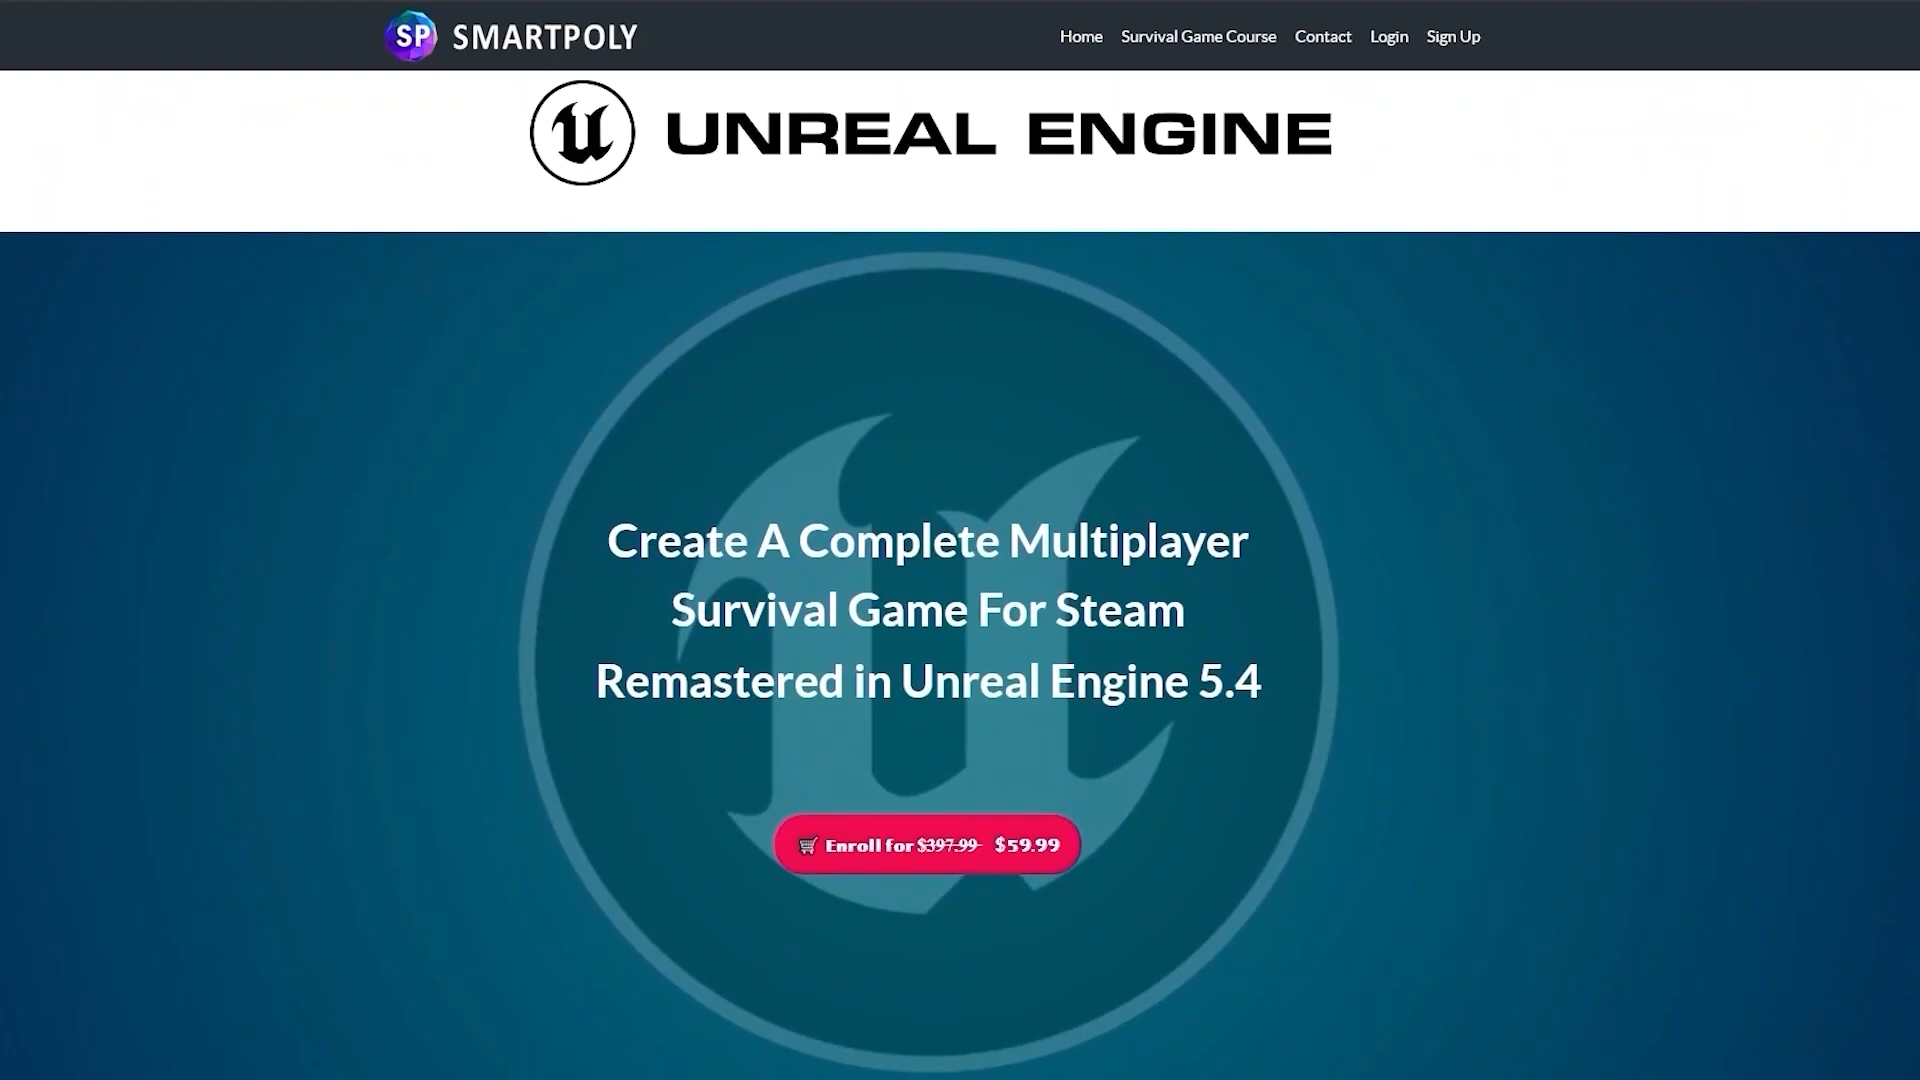 SP SMARTPOLY
Home Survival Game Course Contact Login Sign Up
UNREAL ENGINE
Create A Complete Multiplayer
Survival Game For Steam
Remastered in Unreal Engine 5.4
Enroll for $397.99 $59.99